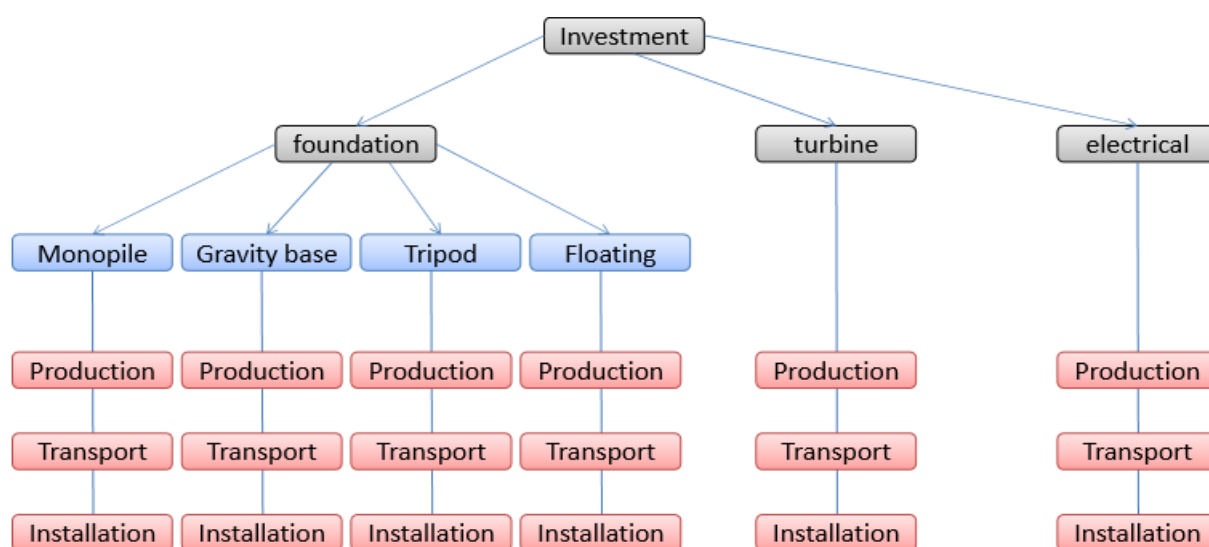 Investment
foundation
turbine
electrical
Monopile
Gravity base
Tripod
Floating
Production
Production
Production
Production
Production
Production
Transport
Transport
Transport
Transport
Transport
Transport
Installation
Installation
Installation
Installation
Installation
Installation